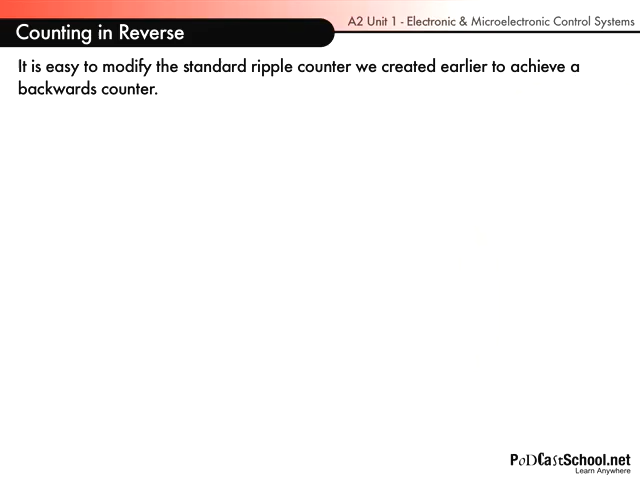 A2 Unit 1 - Electronic & Microelectronic Control Systems
Counting in Reverse
It is easy to modify the standard ripple counter we created earlier to achieve a
backwards counter.
PoDCastSchool.net
Learn Anywhere